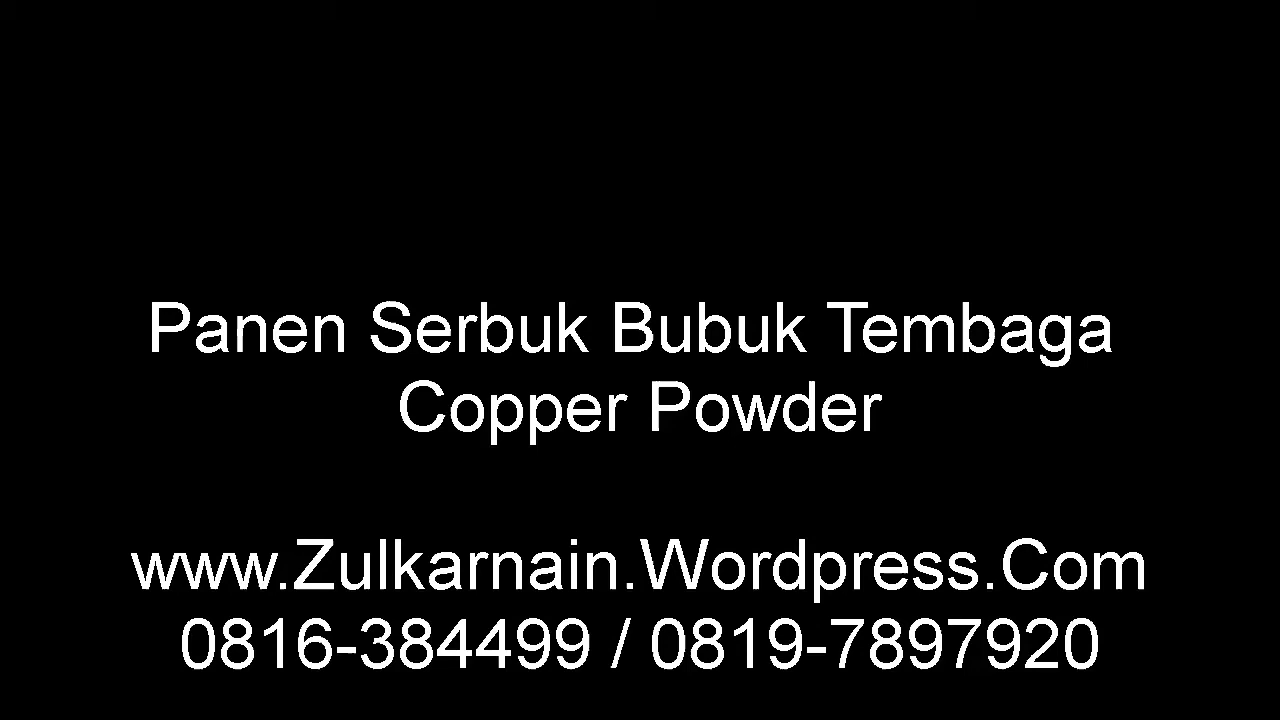 Panen Serbuk Bubuk Tembaga
Copper Powder
www.Zulkarnain.Wordpress.Com
0816-384499 / 0819-7897920